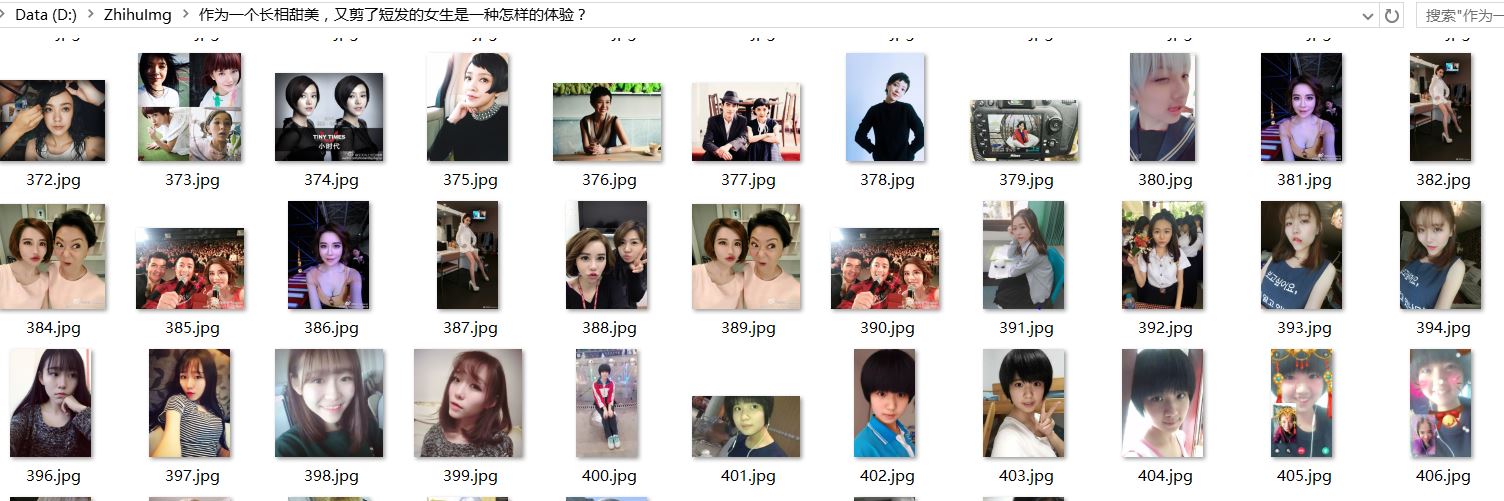 Data (D:) > ZhihuImg > 作为一个长相甜美，又剪了短发的女生是一种怎样的体验？
搜索"作为一
TINY TIMES
小时代
372.jpg 373.jpg 374.jpg 375.jpg 376.jpg 377.jpg 378.jpg 379.jpg 380.jpg 381.jpg 382.jpg
384.jpg 385.jpg 386.jpg 387.jpg 388.jpg 389.jpg 390.jpg 391.jpg 392.jpg 393.jpg 394.jpg
396.jpg 397.jpg 398.jpg 399.jpg 400.jpg 401.jpg 402.jpg 403.jpg 404.jpg 405.jpg 406.jpg